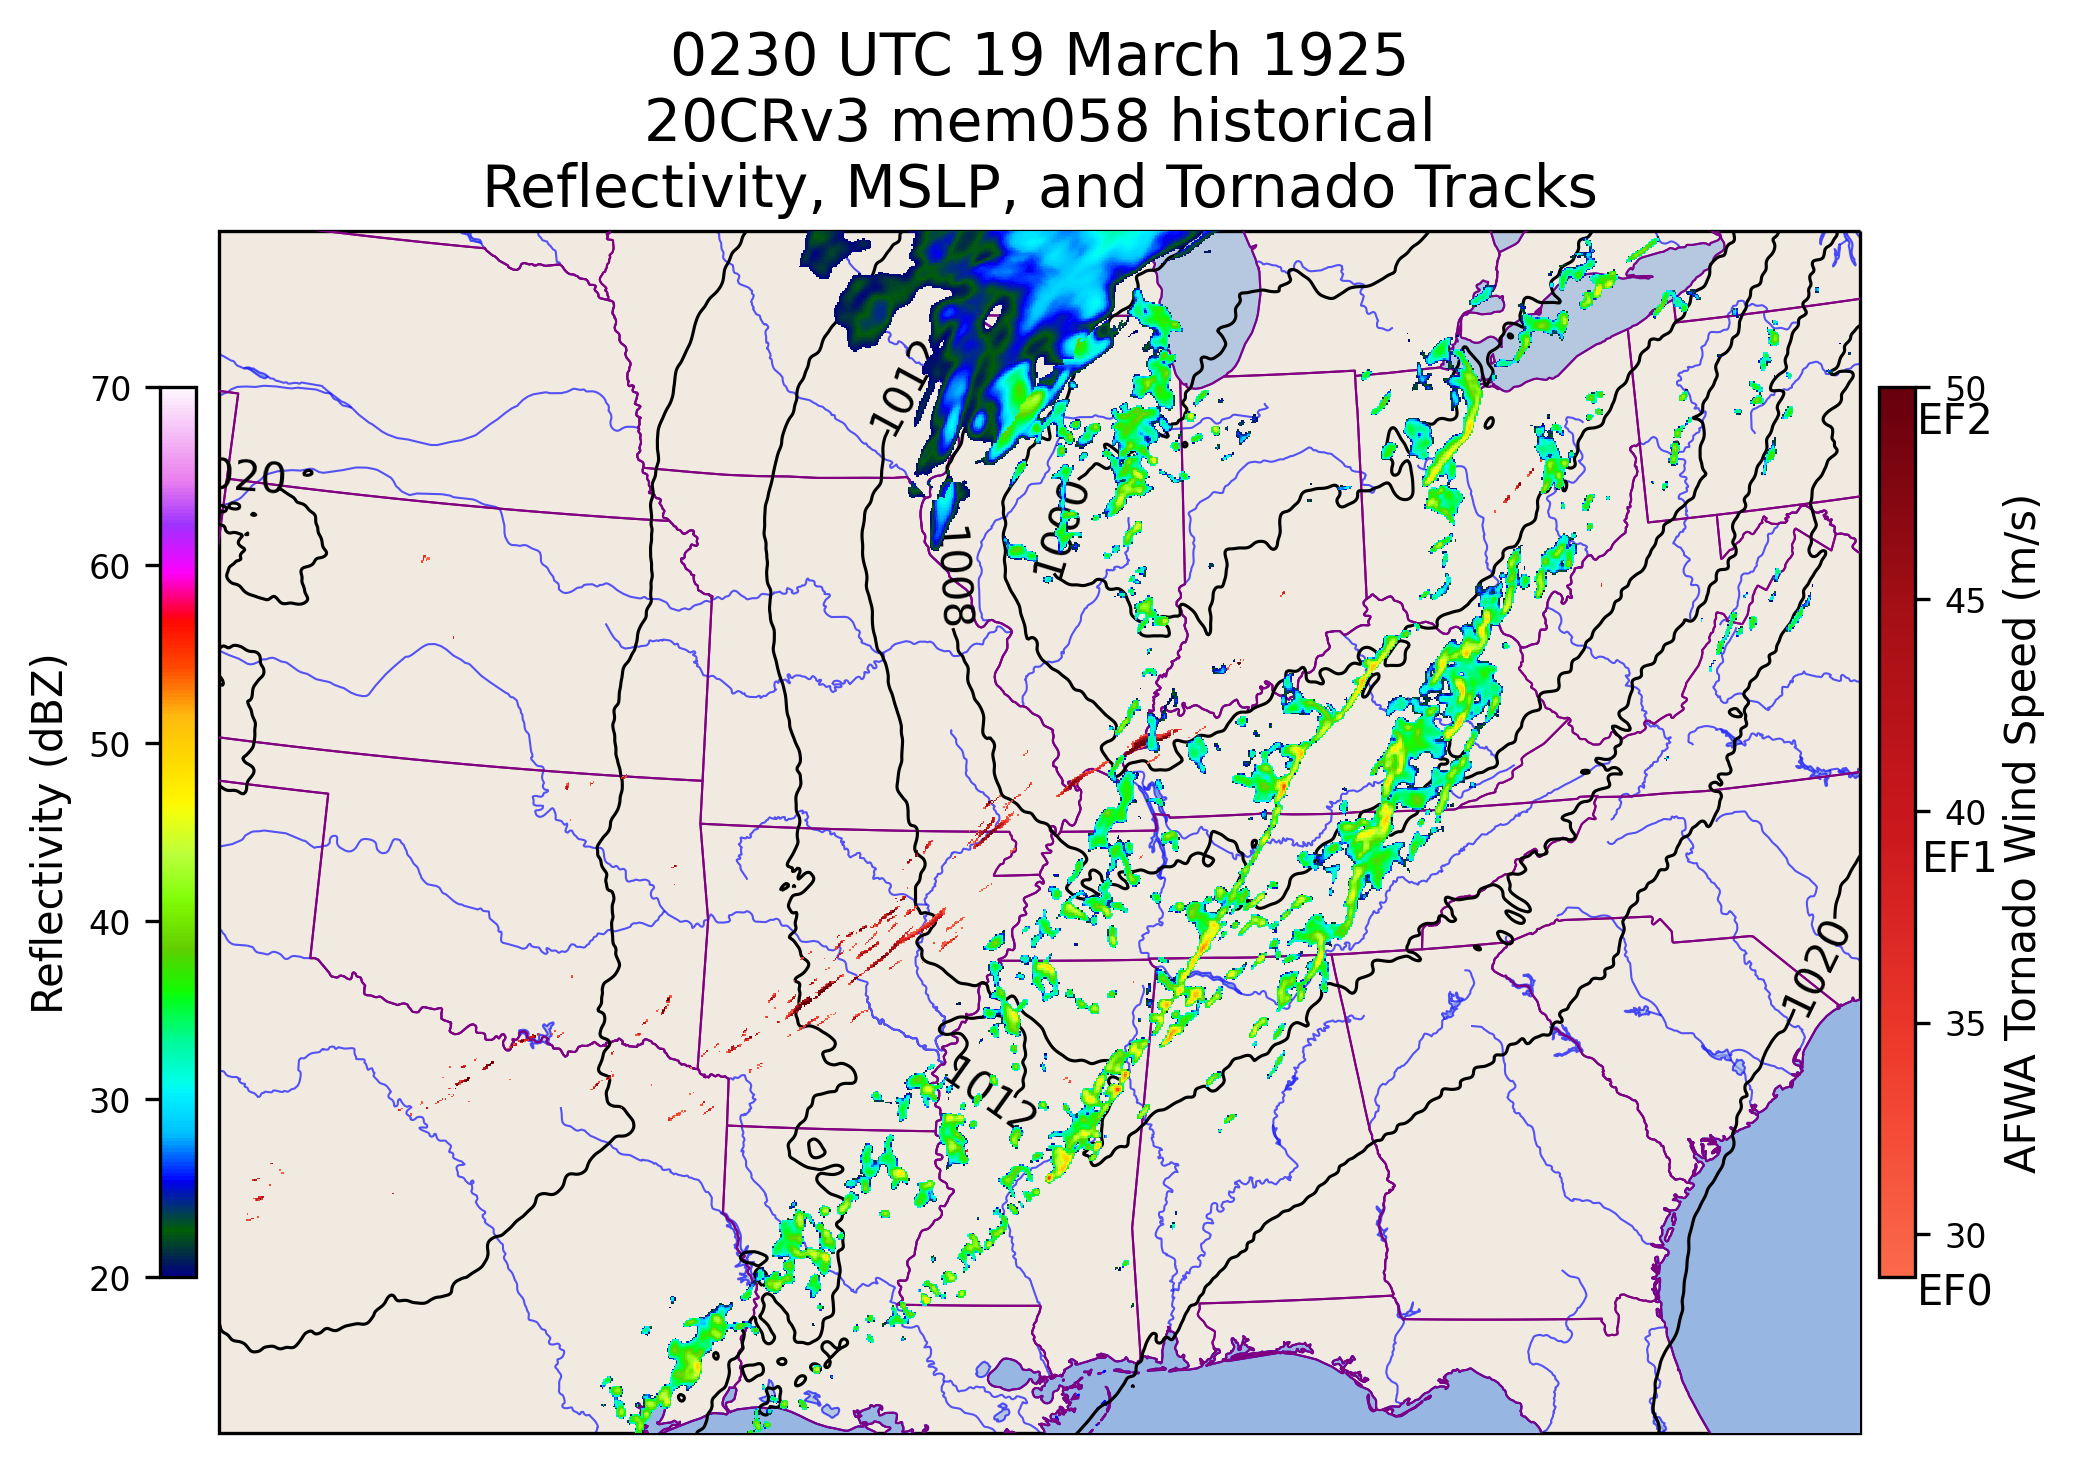 0230 UTC 19 March 1925
20CRv3 mem058 historical
Reflectivity, MSLP, and Tornado Tracks
70
60
50
40
30
20
Reflectivity (dBZ)
1012
020
1000
1008
1020
1012
50
EF2
45
40
EF1
35
30
EF0
AFWA Tornado Wind Speed (m/s)